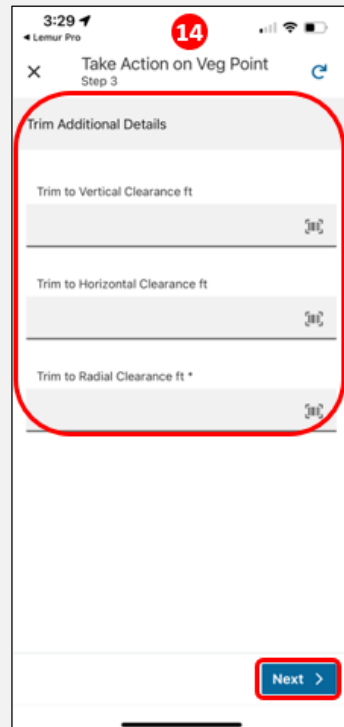 3:29
14
◀ Lemur Pro
Take Action on Veg Point
Step 3
Trim Additional Details
Trim to Vertical Clearance ft
Trim to Horizontal Clearance ft
Trim to Radial Clearance ft *
Next